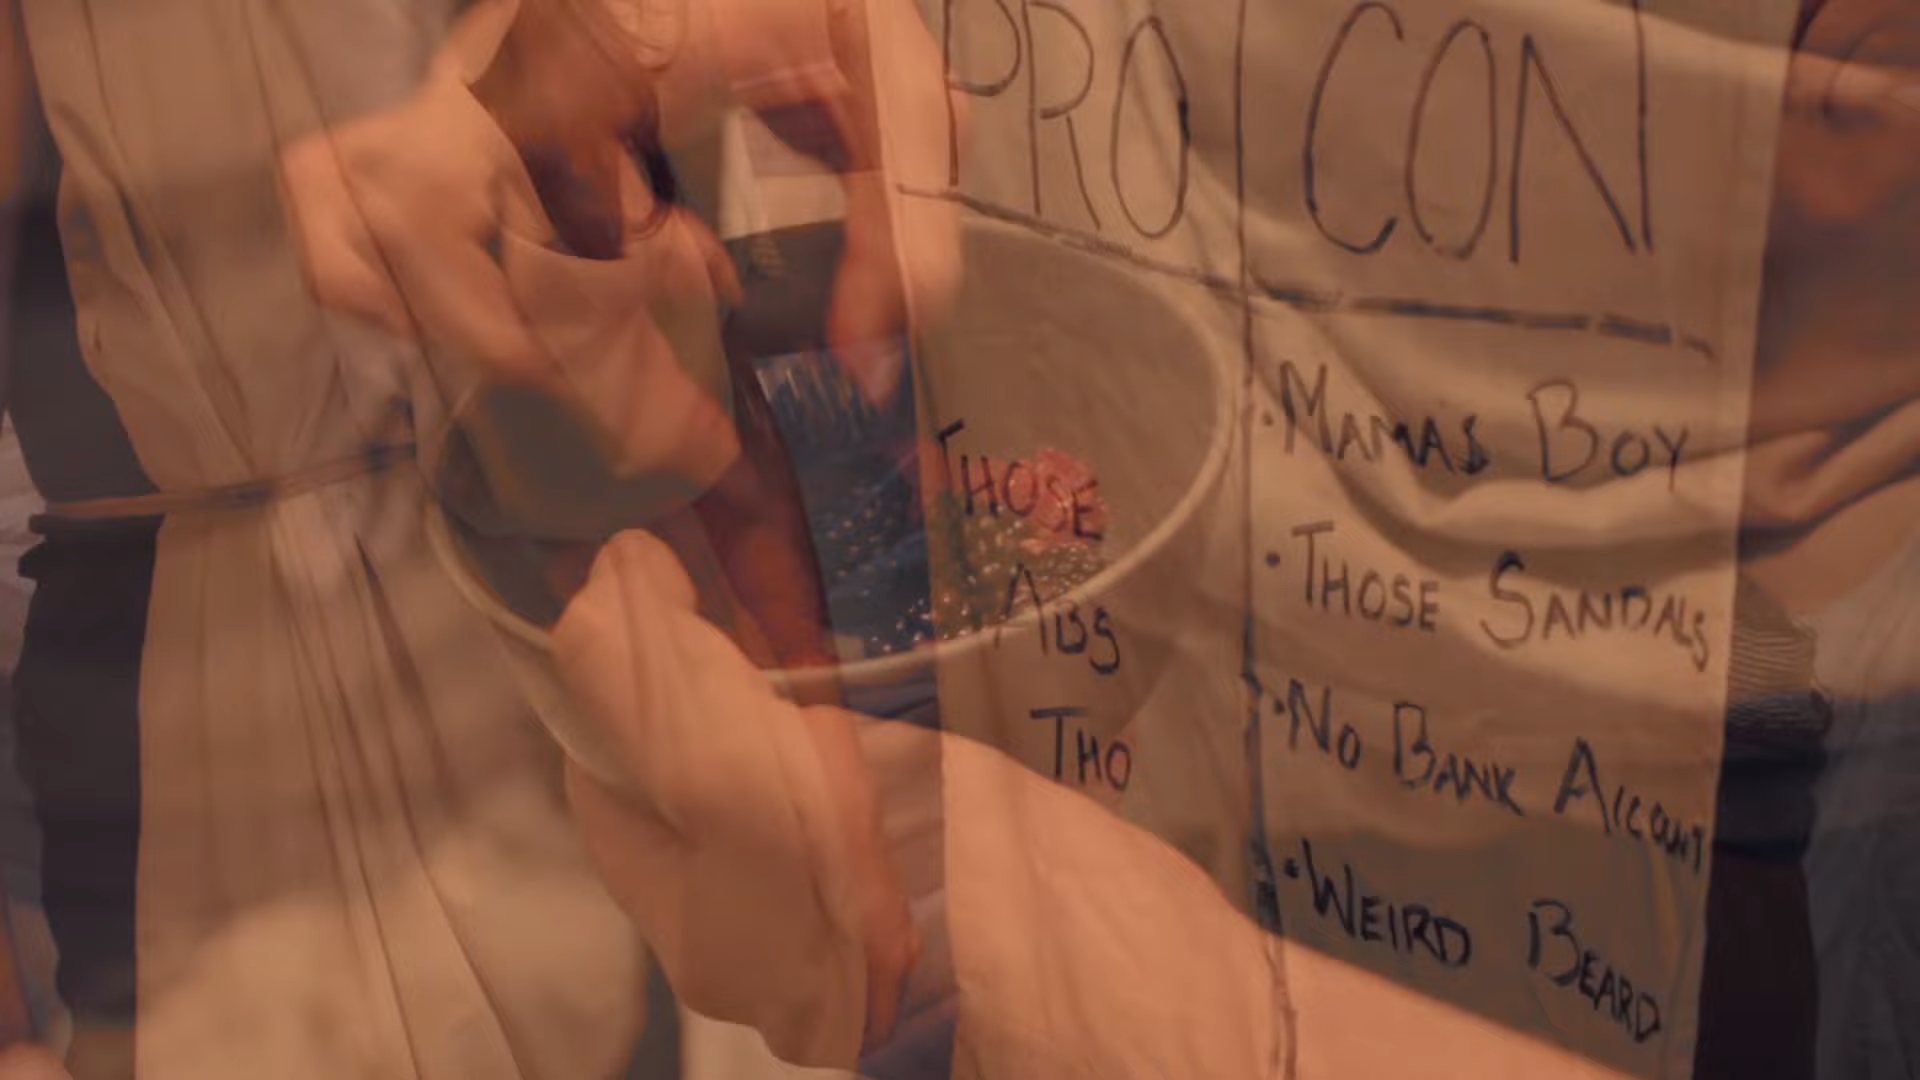 PRO CON
THOSE
ABS
THO
·MAMAS BOY
·THOSE SANDALS
·NO BANK ACCOUNT
·WEIRD BEARD